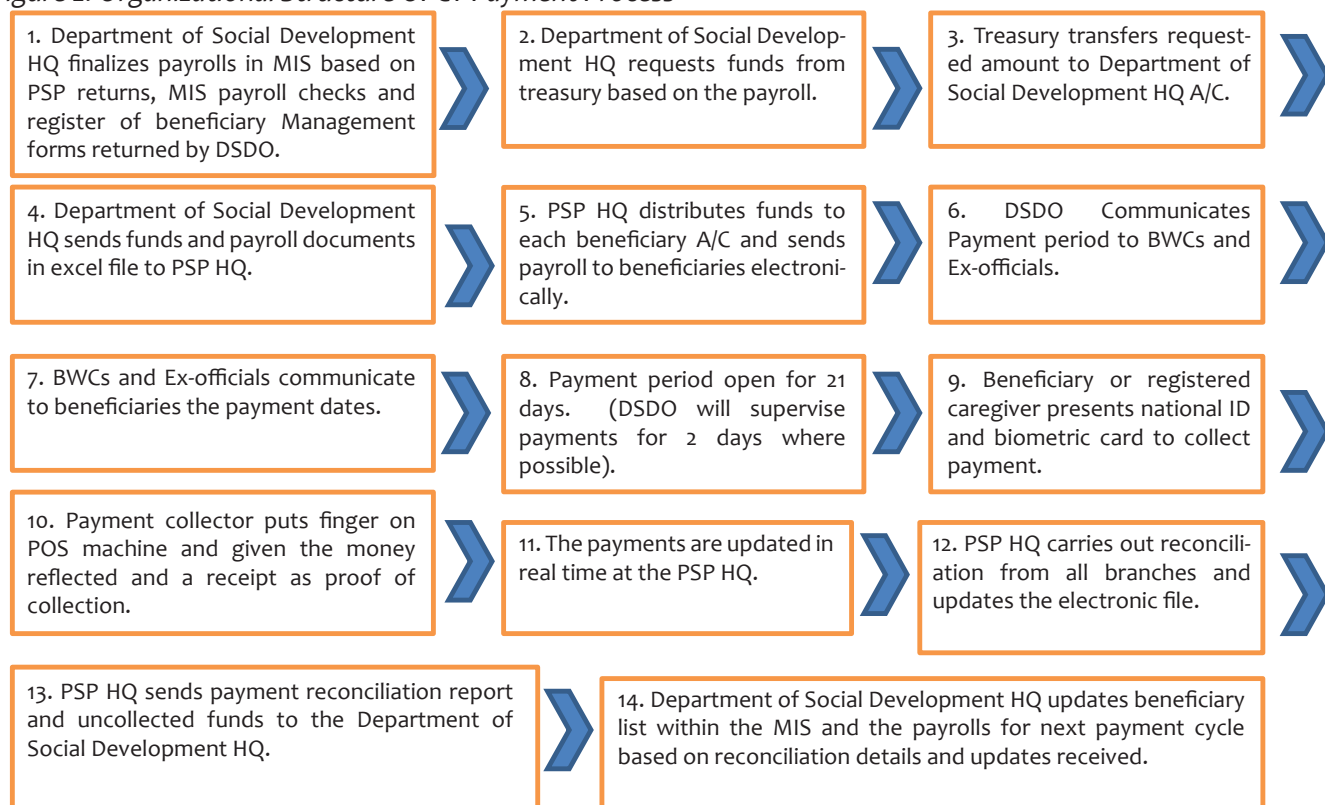 Organizational Structure Payment Process
1. Department of Social Development
HQ finalizes payrolls in MIS based on
PSP returns, MIS payroll checks and
register of beneficiary Management
forms returned by DSDO.
2. Department of Social Develop-
ment HQ requests funds from
treasury based on the payroll.
3. Treasury transfers request-
ed amount to Department of
Social Development HQ A/C.
4. Department of Social Development
HQ sends funds and payroll documents
in excel file to PSP HQ.
5. PSP HQ distributes funds to
each beneficiary A/C and sends
payroll to beneficiaries electroni-
cally.
6. DSDO Communicates
Payment period to BWCs and
Ex-officials.
7. BWCs and Ex-officials communicate
to beneficiaries the payment dates.
8. Payment period open for 21
days. (DSDO will supervise
payments for 2 days where
possible).
9. Beneficiary or registered
caregiver presents national ID
and biometric card to collect
payment.
10. Payment collector puts finger on
POS machine and given the money
reflected and a receipt as proof of
collection.
11. The payments are updated in
real time at the PSP HQ.
12. PSP HQ carries out reconcili-
ation from all branches and
updates the electronic file.
13. PSP HQ sends payment reconciliation report
and uncollected funds to the Department of
Social Development HQ.
14. Department of Social Development HQ updates beneficiary
list within the MIS and the payrolls for next payment cycle
based on reconciliation details and updates received.